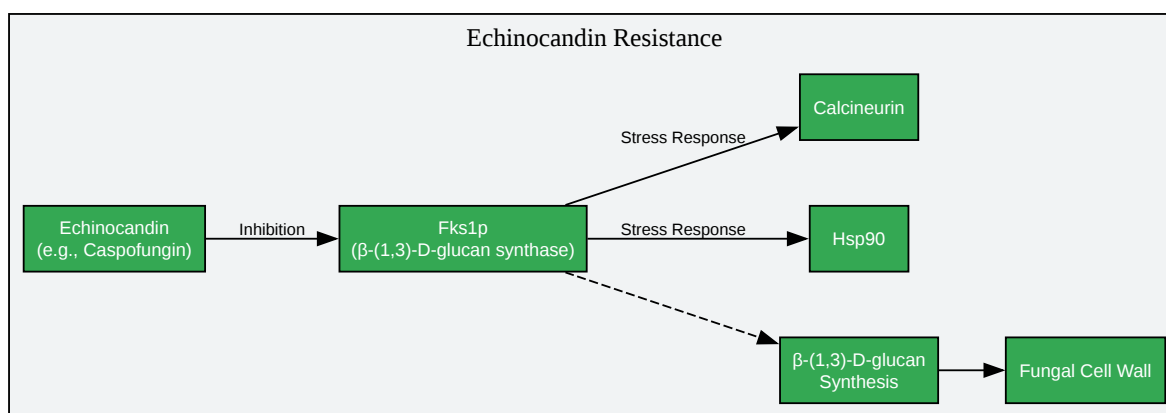 Echinocandin Resistance
Calcineurin
Stress Response
Echinocandin
(e.g., Caspofungin)
Inhibition
Fks1p
(β-(1,3)-D-glucan synthase)
Stress Response
Hsp90
β-(1,3)-D-glucan
Synthesis
Fungal Cell Wall